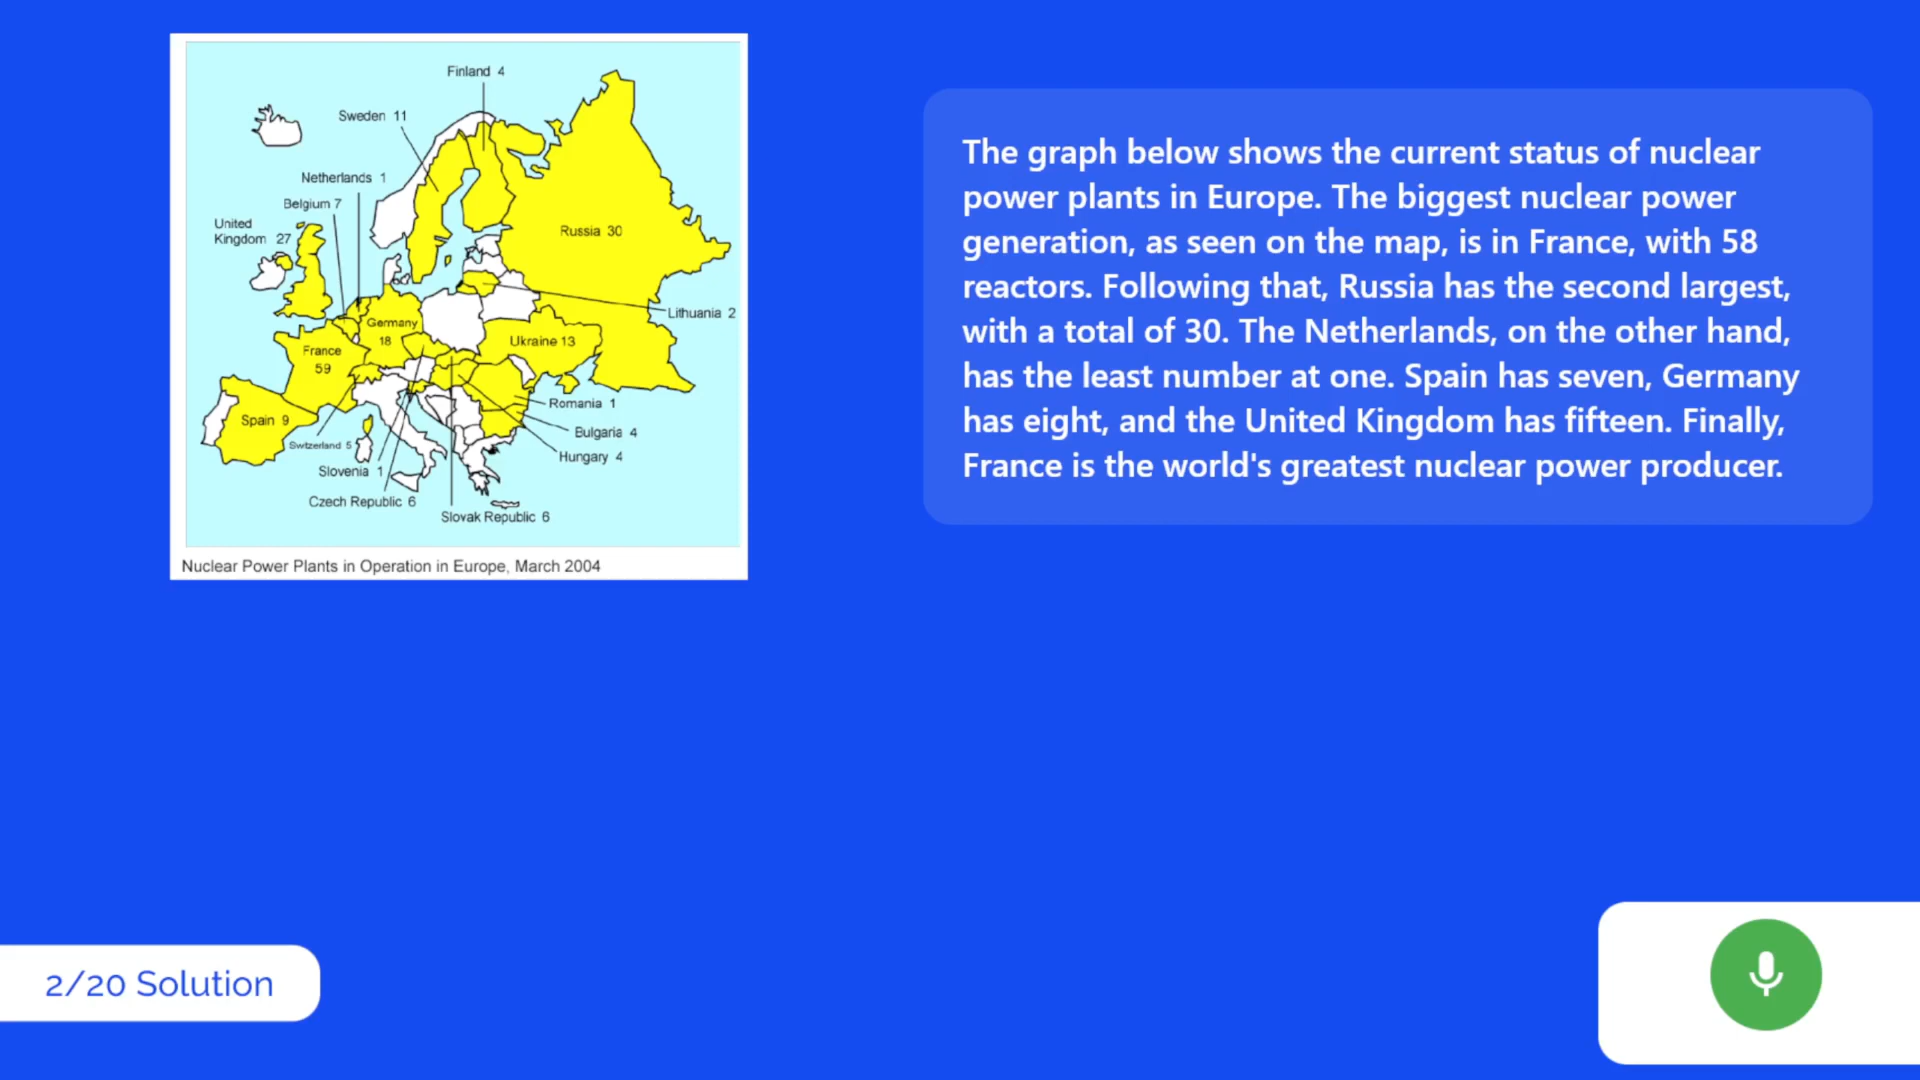 Finland 4
Sweden 11
Netherlands 1
Belgium 7
United
Kingdom 27
Russia 30
Lithuania 2
Germany
18
Ukraine 13
France
59
Romania 1
Spain 9
Bulgaria 4
Switzerland 5
Hungary 4
Slovenia 1
Czech Republic 6
Slovak Republic 6
Nuclear Power Plants in Operation in Europe, March 2004
The graph below shows the current status of nuclear
power plants in Europe. The biggest nuclear power
generation, as seen on the map, is in France, with 58
reactors. Following that, Russia has the second largest,
with a total of 30. The Netherlands, on the other hand,
has the least number at one. Spain has seven, Germany
has eight, and the United Kingdom has fifteen. Finally,
France is the world's greatest nuclear power producer.
2/20 Solution